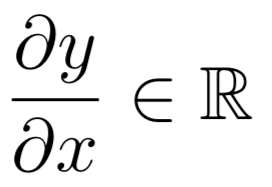 ∂y/∂x ∈ ℝ